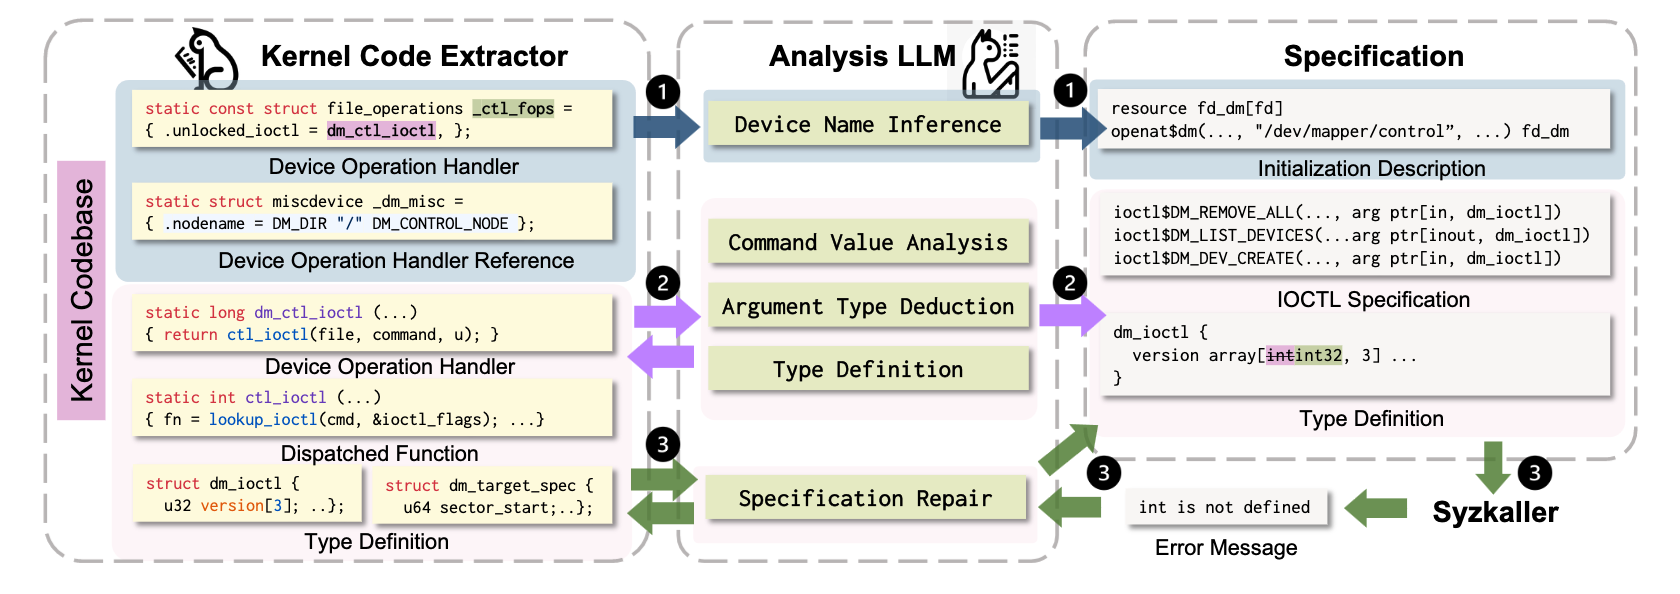 Kernel Code Extractor
Kernel Codebase
static const struct file_operations _ctl_fops =
{ .unlocked_ioctl = dm_ctl_ioctl, };
Device Operation Handler
static struct miscdevice _dm_misc =
{ .nodename = DM_DIR "/" DM_CONTROL_NODE };
Device Operation Handler Reference
static long dm_ctl_ioctl (...)
{ return ctl_ioctl(file, command, u); }
Device Operation Handler
static int ctl_ioctl (...)
{ fn = lookup_ioctl(cmd, &ioctl_flags); ...}
Dispatched Function
struct dm_ioctl {
u32 version[3]; ..};
struct dm_target_spec {
u64 sector_start;..};
Type Definition
1
2
3
Analysis LLM
Device Name Inference
Command Value Analysis
Argument Type Deduction
Type Definition
Specification Repair
1
2
3
Specification
resource fd_dm[fd]
openat$dm(..., "/dev/mapper/control”, ...) fd_dm
Initialization Description
ioctl$DM_REMOVE_ALL(..., arg ptr[in, dm_ioctl])
ioctl$DM_LIST_DEVICES(...arg ptr[inout, dm_ioctl])
ioctl$DM_DEV_CREATE(..., arg ptr[in, dm_ioctl])
IOCTL Specification
dm_ioctl {
version array[intint32, 3] ...
}
Type Definition
3
Syzkaller
int is not defined
Error Message